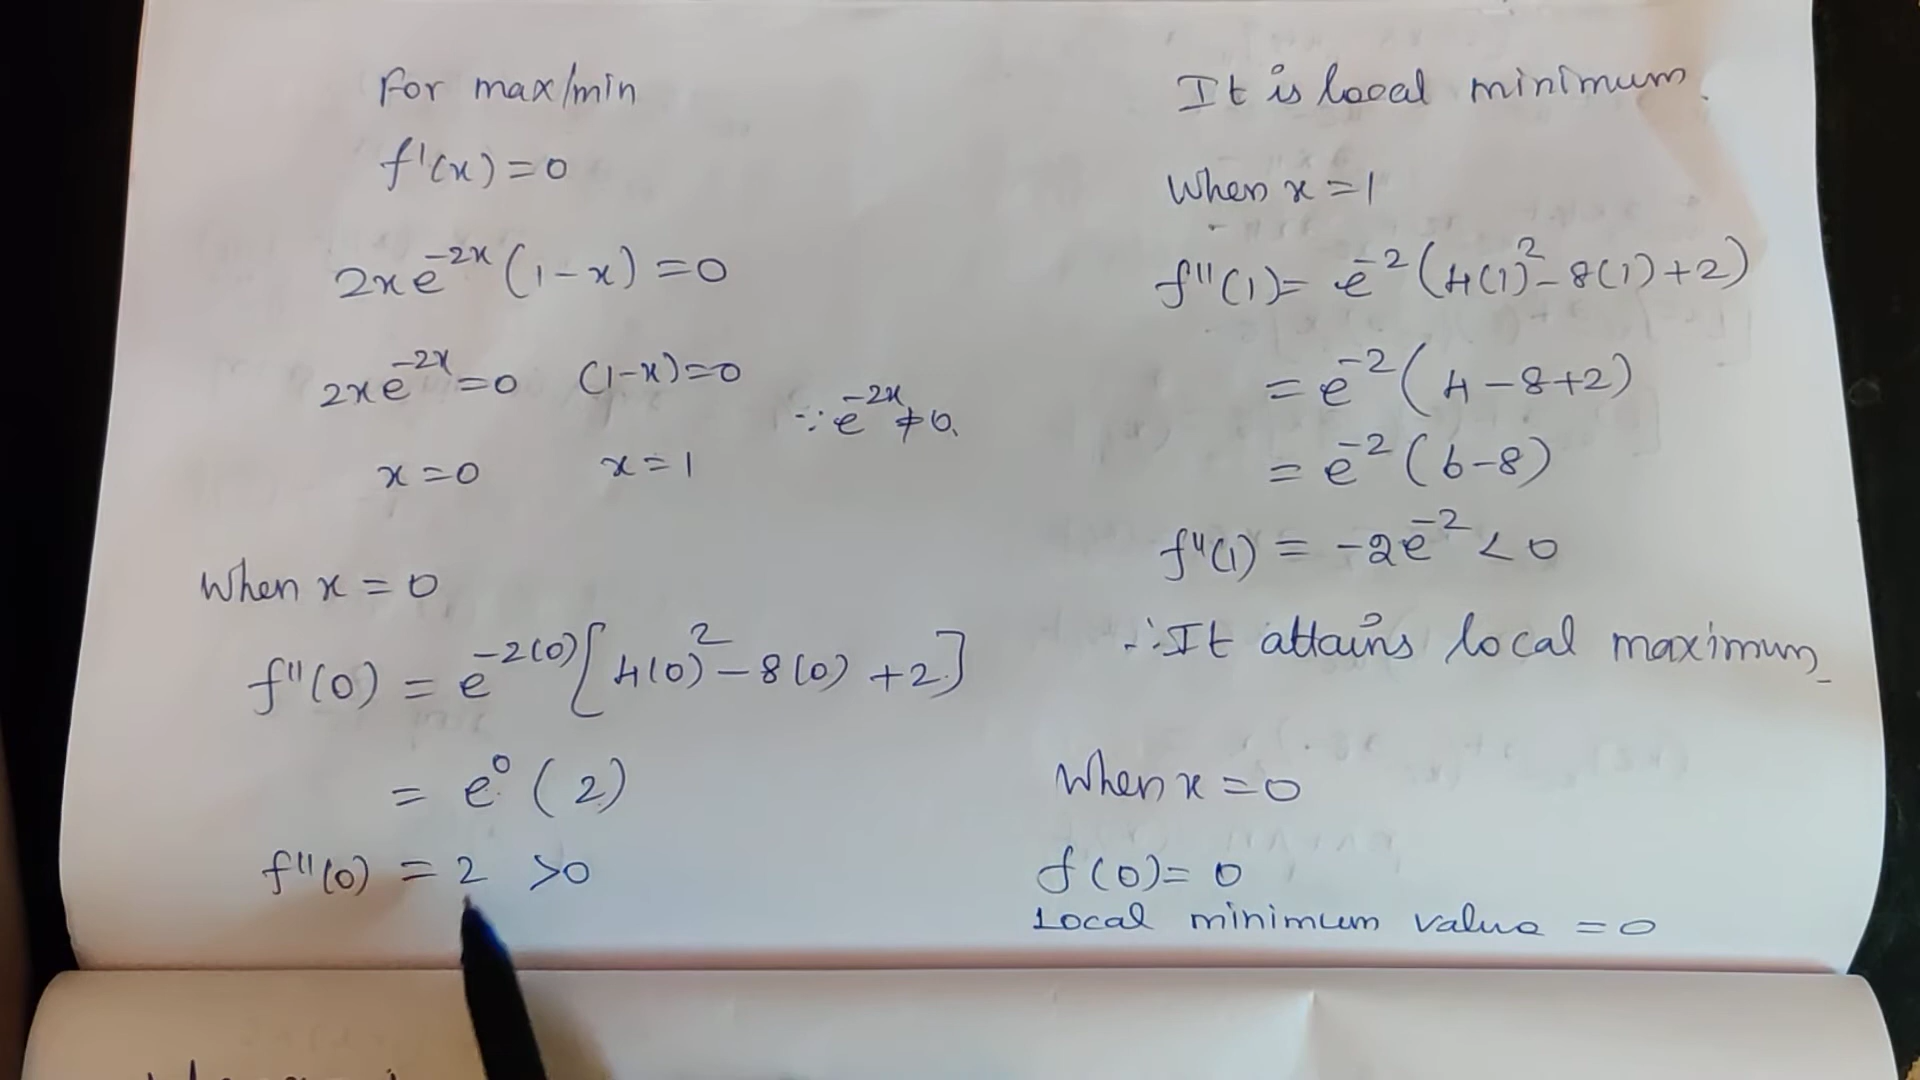 For max/min
f'(x) = 0
2xe^{-2x}(1-x) = 0
2xe^{-2x} = 0 (1-x) = 0
∵ e^{-2x} ≠ 0.
x = 0 x = 1
When x = 0
f''(0) = e^{-2(0)}[4(0)^2 - 8(0) + 2]
= e^0 (2)
f''(0) = 2 > 0
It is local minimum.
When x = 1
f''(1) = e^{-2}(4(1)^2 - 8(1) + 2)
= e^{-2}(4 - 8 + 2)
= e^{-2}(6 - 8)
f''(1) = -2e^{-2} < 0
∴ It attains local maximum
When x = 0
f(0) = 0
Local minimum value = 0